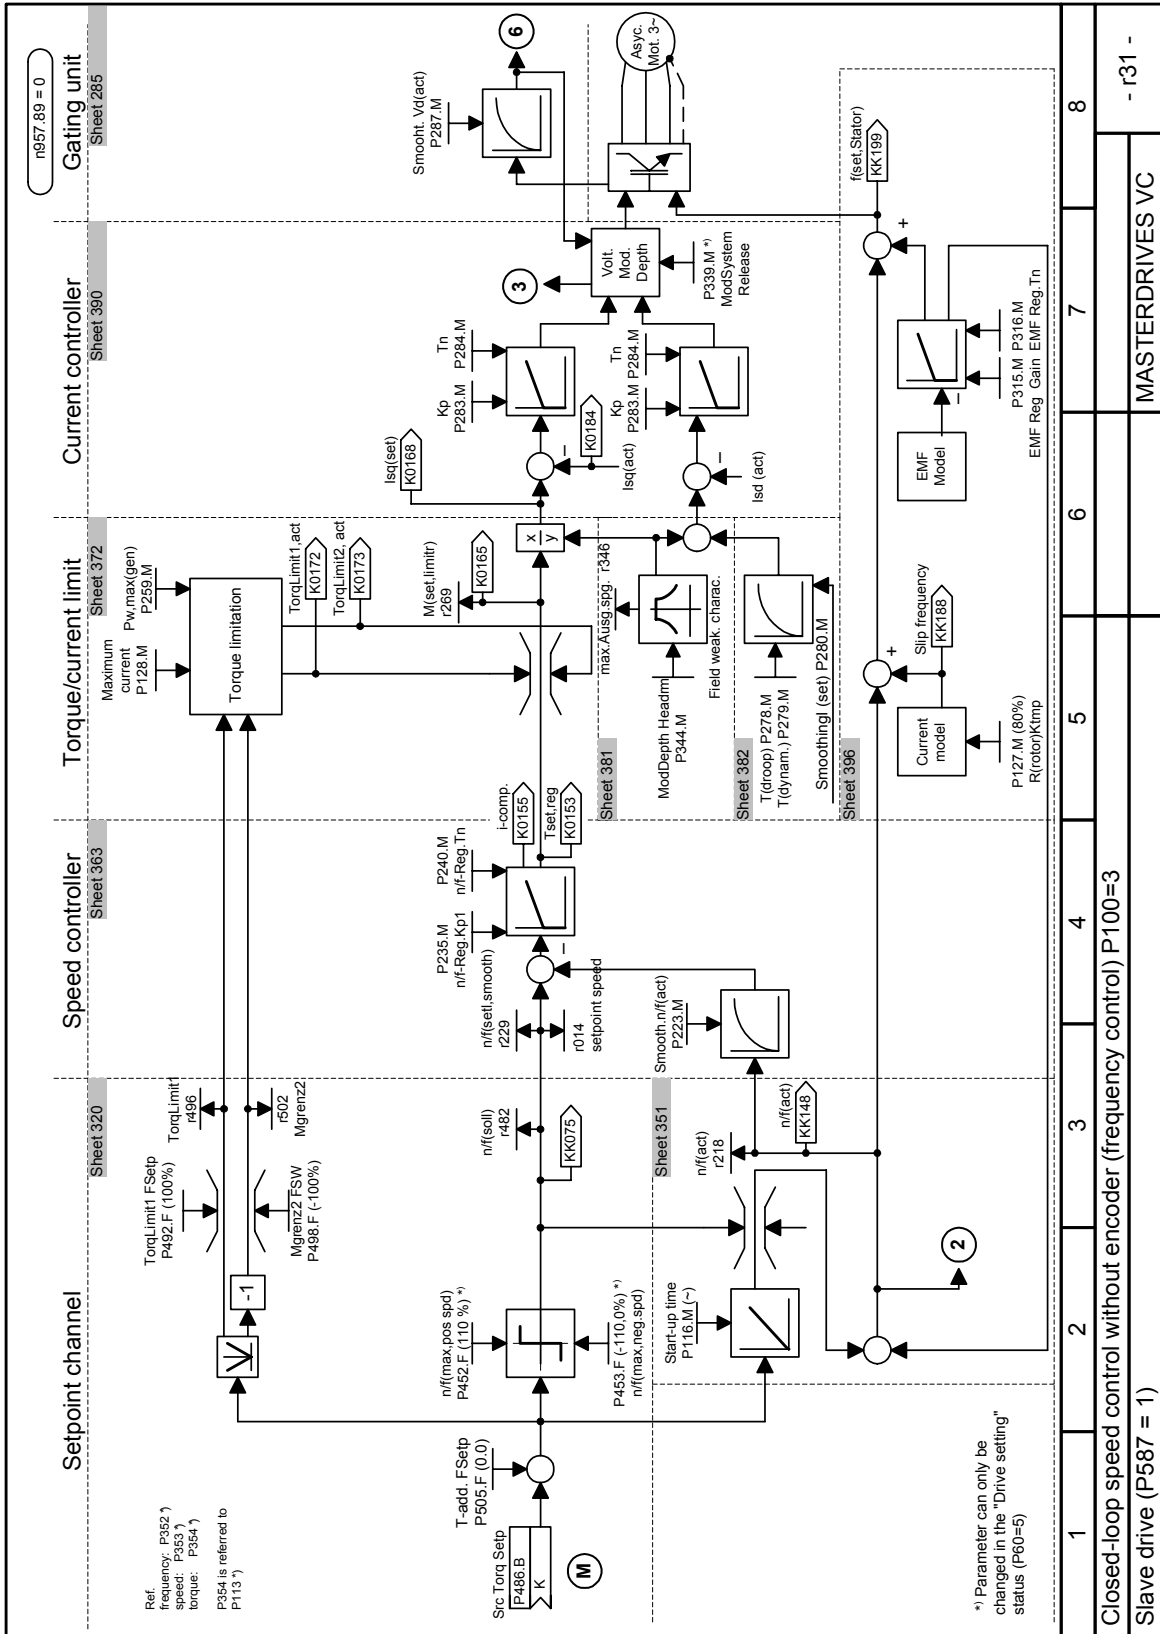 n957.89 = 0
Setpoint channel
Speed controller
Torque/current limit
Current controller
Gating unit
Sheet 320
Sheet 363
Sheet 372
Sheet 390
Sheet 285
Ref.
frequency: P352 *)
speed: P353 *)
torque: P354 *)
P354 is referred to
P113 *)
TorqLimit1 FSetp
P492.F (100%)
Mgrenz2 FSW
P498.F (-100%)
-1
TorqLimit1
r496
r502
Mgrenz2
Maximum
current
P128.M
Pw,max(gen)
P259.M
Torque limitation
TorqLimit1,act
K0172
TorqLimit2, act
K0173
Smooht. Vd(act)
P287.M
6
Asyc.
Mot. 3~
Src Torq Setp
P486.B
K
M
T-add. FSetp
P505.F (0.0)
n/f(max,pos spd)
P452.F (110 %) *)
P453.F (-110,0%) *)
n/f(max,neg.spd)
n/f(soll)
r482
KK075
n/f(setl,smooth)
r229
r014
setpoint speed
P235.M
n/f-Reg.Kp1
P240.M
n/f-Reg.Tn
i-comp.
K0155
Tset,reg
K0153
M(set,limitr)
r269
K0165
x
y
Isq(set)
K0168
Isq(act)
K0184
Kp
P283.M
Tn
P284.M
3
Volt.
Mod.
Depth
P339.M *)
ModSystem
Release
Kp
P283.M
Tn
P284.M
Isd (act)
Sheet 381
max.Ausg.spg. r346
ModDepth Headrm
P344.M
Field weak. charac.
Sheet 382
T(droop) P278.M
T(dynam.) P279.M
SmoothingI (set) P280.M
Sheet 351
Start-up time
P116.M (~)
n/f(act)
r218
n/f(act)
KK148
Smooth.n/f(act)
P223.M
2
Sheet 396
Current
model
P127.M (80%)
R(rotor)Ktmp
Slip frequency
KK188
+
EMF
Model
P315.M P316.M
EMF Reg Gain EMF Reg.Tn
+
f(set,Stator)
KK199
*) Parameter can only be
changed in the "Drive setting"
status (P60=5)
1 2 3 4 5 6 7 8
Closed-loop speed control without encoder (frequency control) P100=3
Slave drive (P587 = 1)
MASTERDRIVES VC
- r31 -